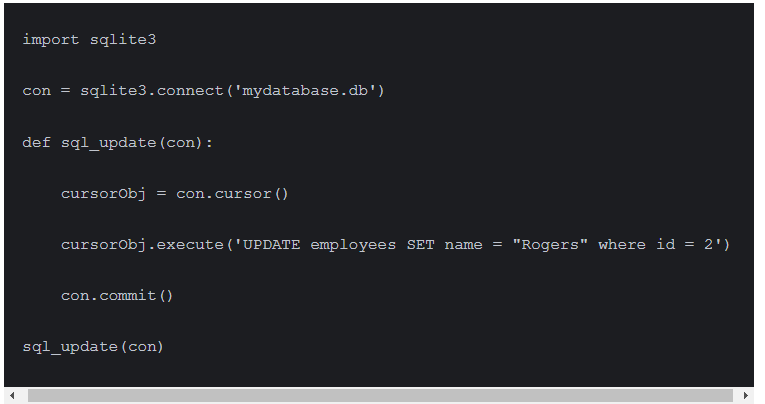 import sqlite3
con = sqlite3.connect('mydatabase.db')
def sql_update(con):
    cursorObj = con.cursor()
    cursorObj.execute('UPDATE employees SET name = "Rogers" where id = 2')
    con.commit()
sql_update(con)